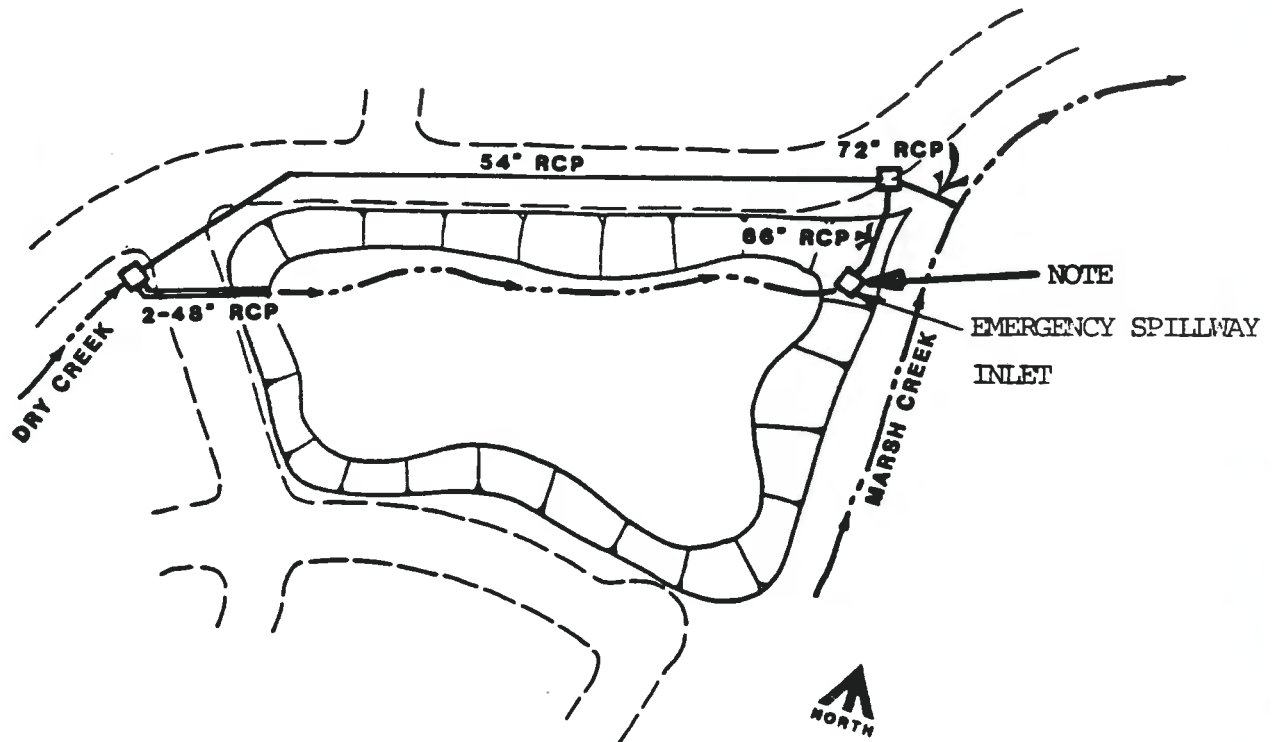 54" RCP
72" RCP
66" RCP
NOTE
2-48" RCP
EMERGENCY SPILLWAY
INLET
DRY CREEK
MARSH CREEK
NORTH